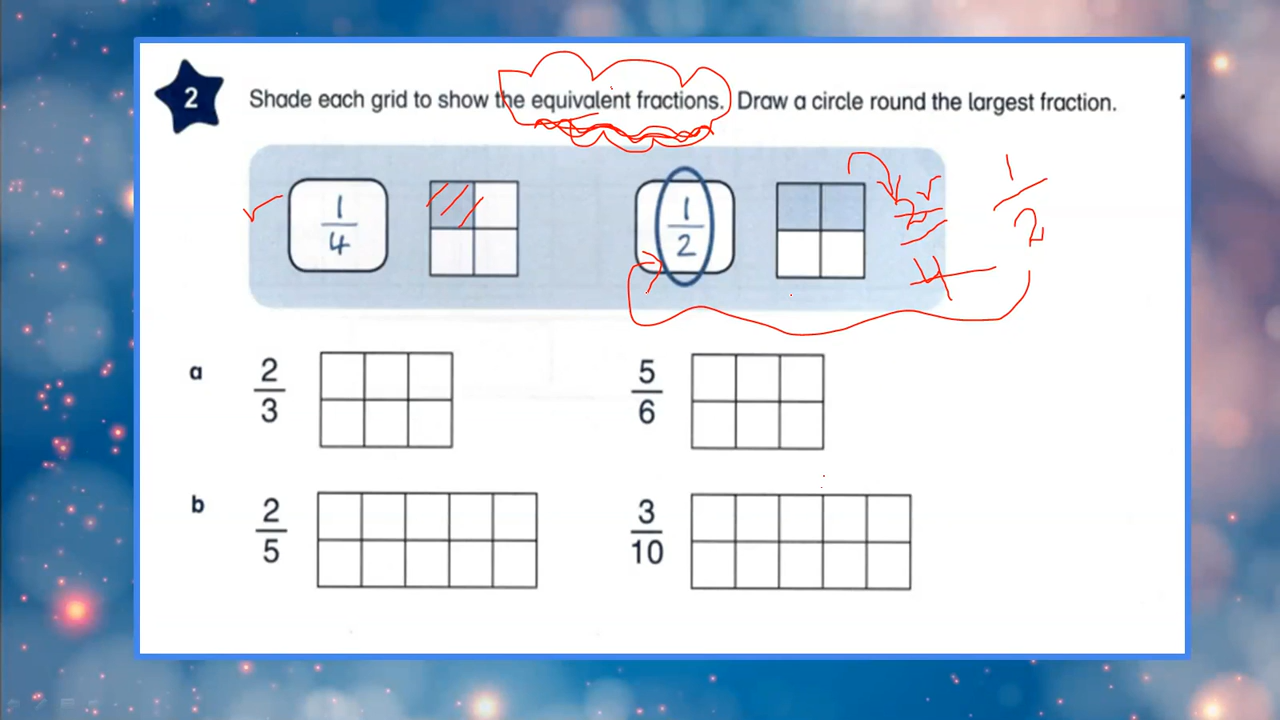 2 Shade each grid to show the equivalent fractions. Draw a circle round the largest fraction.
1/4 1/2 2/4 1/2
a 2/3 5/6
b 2/5 3/10